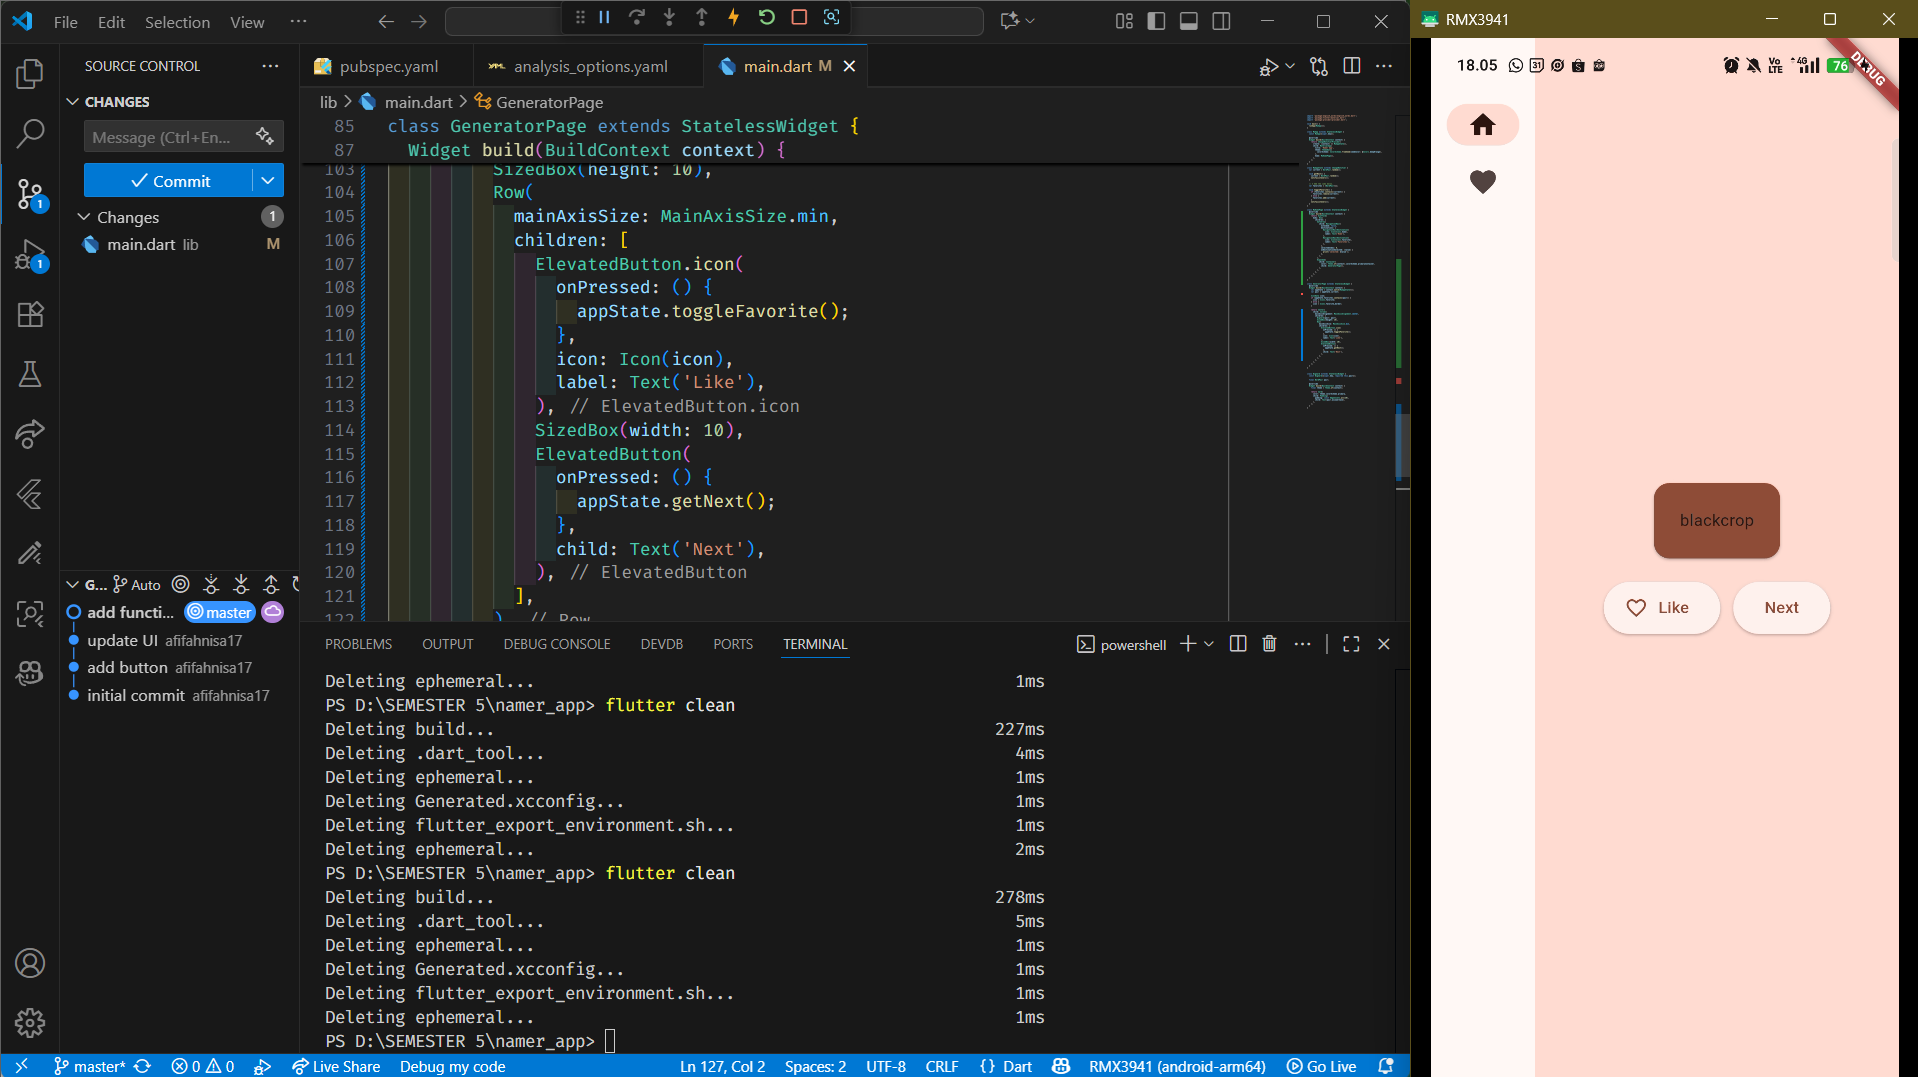 File Edit Selection View ···
SOURCE CONTROL
CHANGES
Message (Ctrl+En...
Commit
Changes 1
main.dart lib M
1
1
G... Auto
add functi... master
update UI afifahnisa17
add button afifahnisa17
initial commit afifahnisa17
pubspec.yaml
analysis_options.yaml
main.dart M
lib > main.dart > GeneratorPage
85 class GeneratorPage extends StatelessWidget {
87 Widget build(BuildContext context) {
103 SizedBox(height: 10),
104 Row(
105 mainAxisSize: MainAxisSize.min,
106 children: [
107 ElevatedButton.icon(
108 onPressed: () {
109 appState.toggleFavorite();
110 },
111 icon: Icon(icon),
112 label: Text('Like'),
113 ), // ElevatedButton.icon
114 SizedBox(width: 10),
115 ElevatedButton(
116 onPressed: () {
117 appState.getNext();
118 },
119 child: Text('Next'),
120 ), // ElevatedButton
121 ],
122 ) // Row
PROBLEMS OUTPUT DEBUG CONSOLE DEVDB PORTS TERMINAL
powershell
Deleting ephemeral... 1ms
PS D:\SEMESTER 5\namer_app> flutter clean
Deleting build... 227ms
Deleting .dart_tool... 4ms
Deleting ephemeral... 1ms
Deleting Generated.xcconfig... 1ms
Deleting flutter_export_environment.sh... 1ms
Deleting ephemeral... 2ms
PS D:\SEMESTER 5\namer_app> flutter clean
Deleting build... 278ms
Deleting .dart_tool... 5ms
Deleting ephemeral... 1ms
Deleting Generated.xcconfig... 1ms
Deleting flutter_export_environment.sh... 1ms
Deleting ephemeral... 1ms
PS D:\SEMESTER 5\namer_app>
master* 0 0 Live Share Debug my code Ln 127, Col 2 Spaces: 2 UTF-8 CRLF {} Dart RMX3941 (android-arm64) Go Live
RMX3941
18.05 31 Vo LTE 4G 76
DEBUG
blackcrop
Like
Next